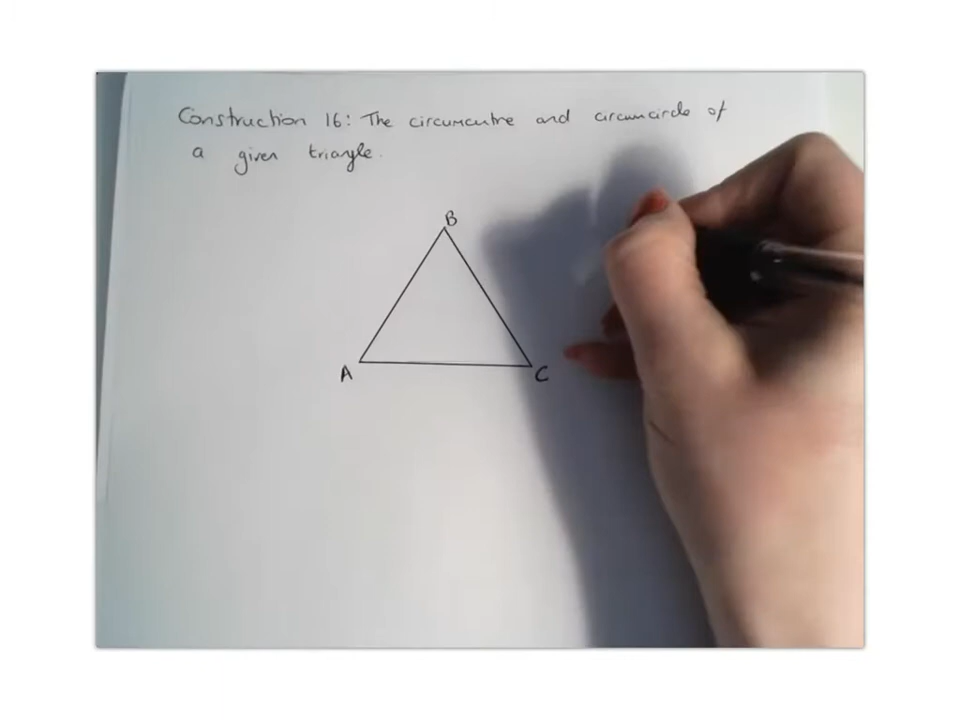 Construction 16: The circumcentre and circumcircle of
a given triangle.
B
A
C